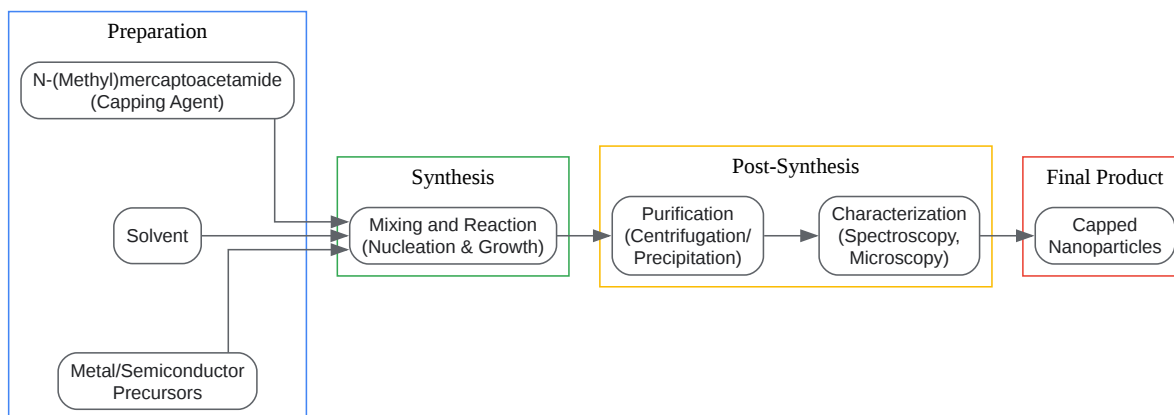 Preparation
N-(Methyl)mercaptoacetamide
(Capping Agent)
Solvent
Metal/Semiconductor
Precursors
Synthesis
Mixing and Reaction
(Nucleation & Growth)
Post-Synthesis
Purification
(Centrifugation/
Precipitation)
Characterization
(Spectroscopy,
Microscopy)
Final Product
Capped
Nanoparticles